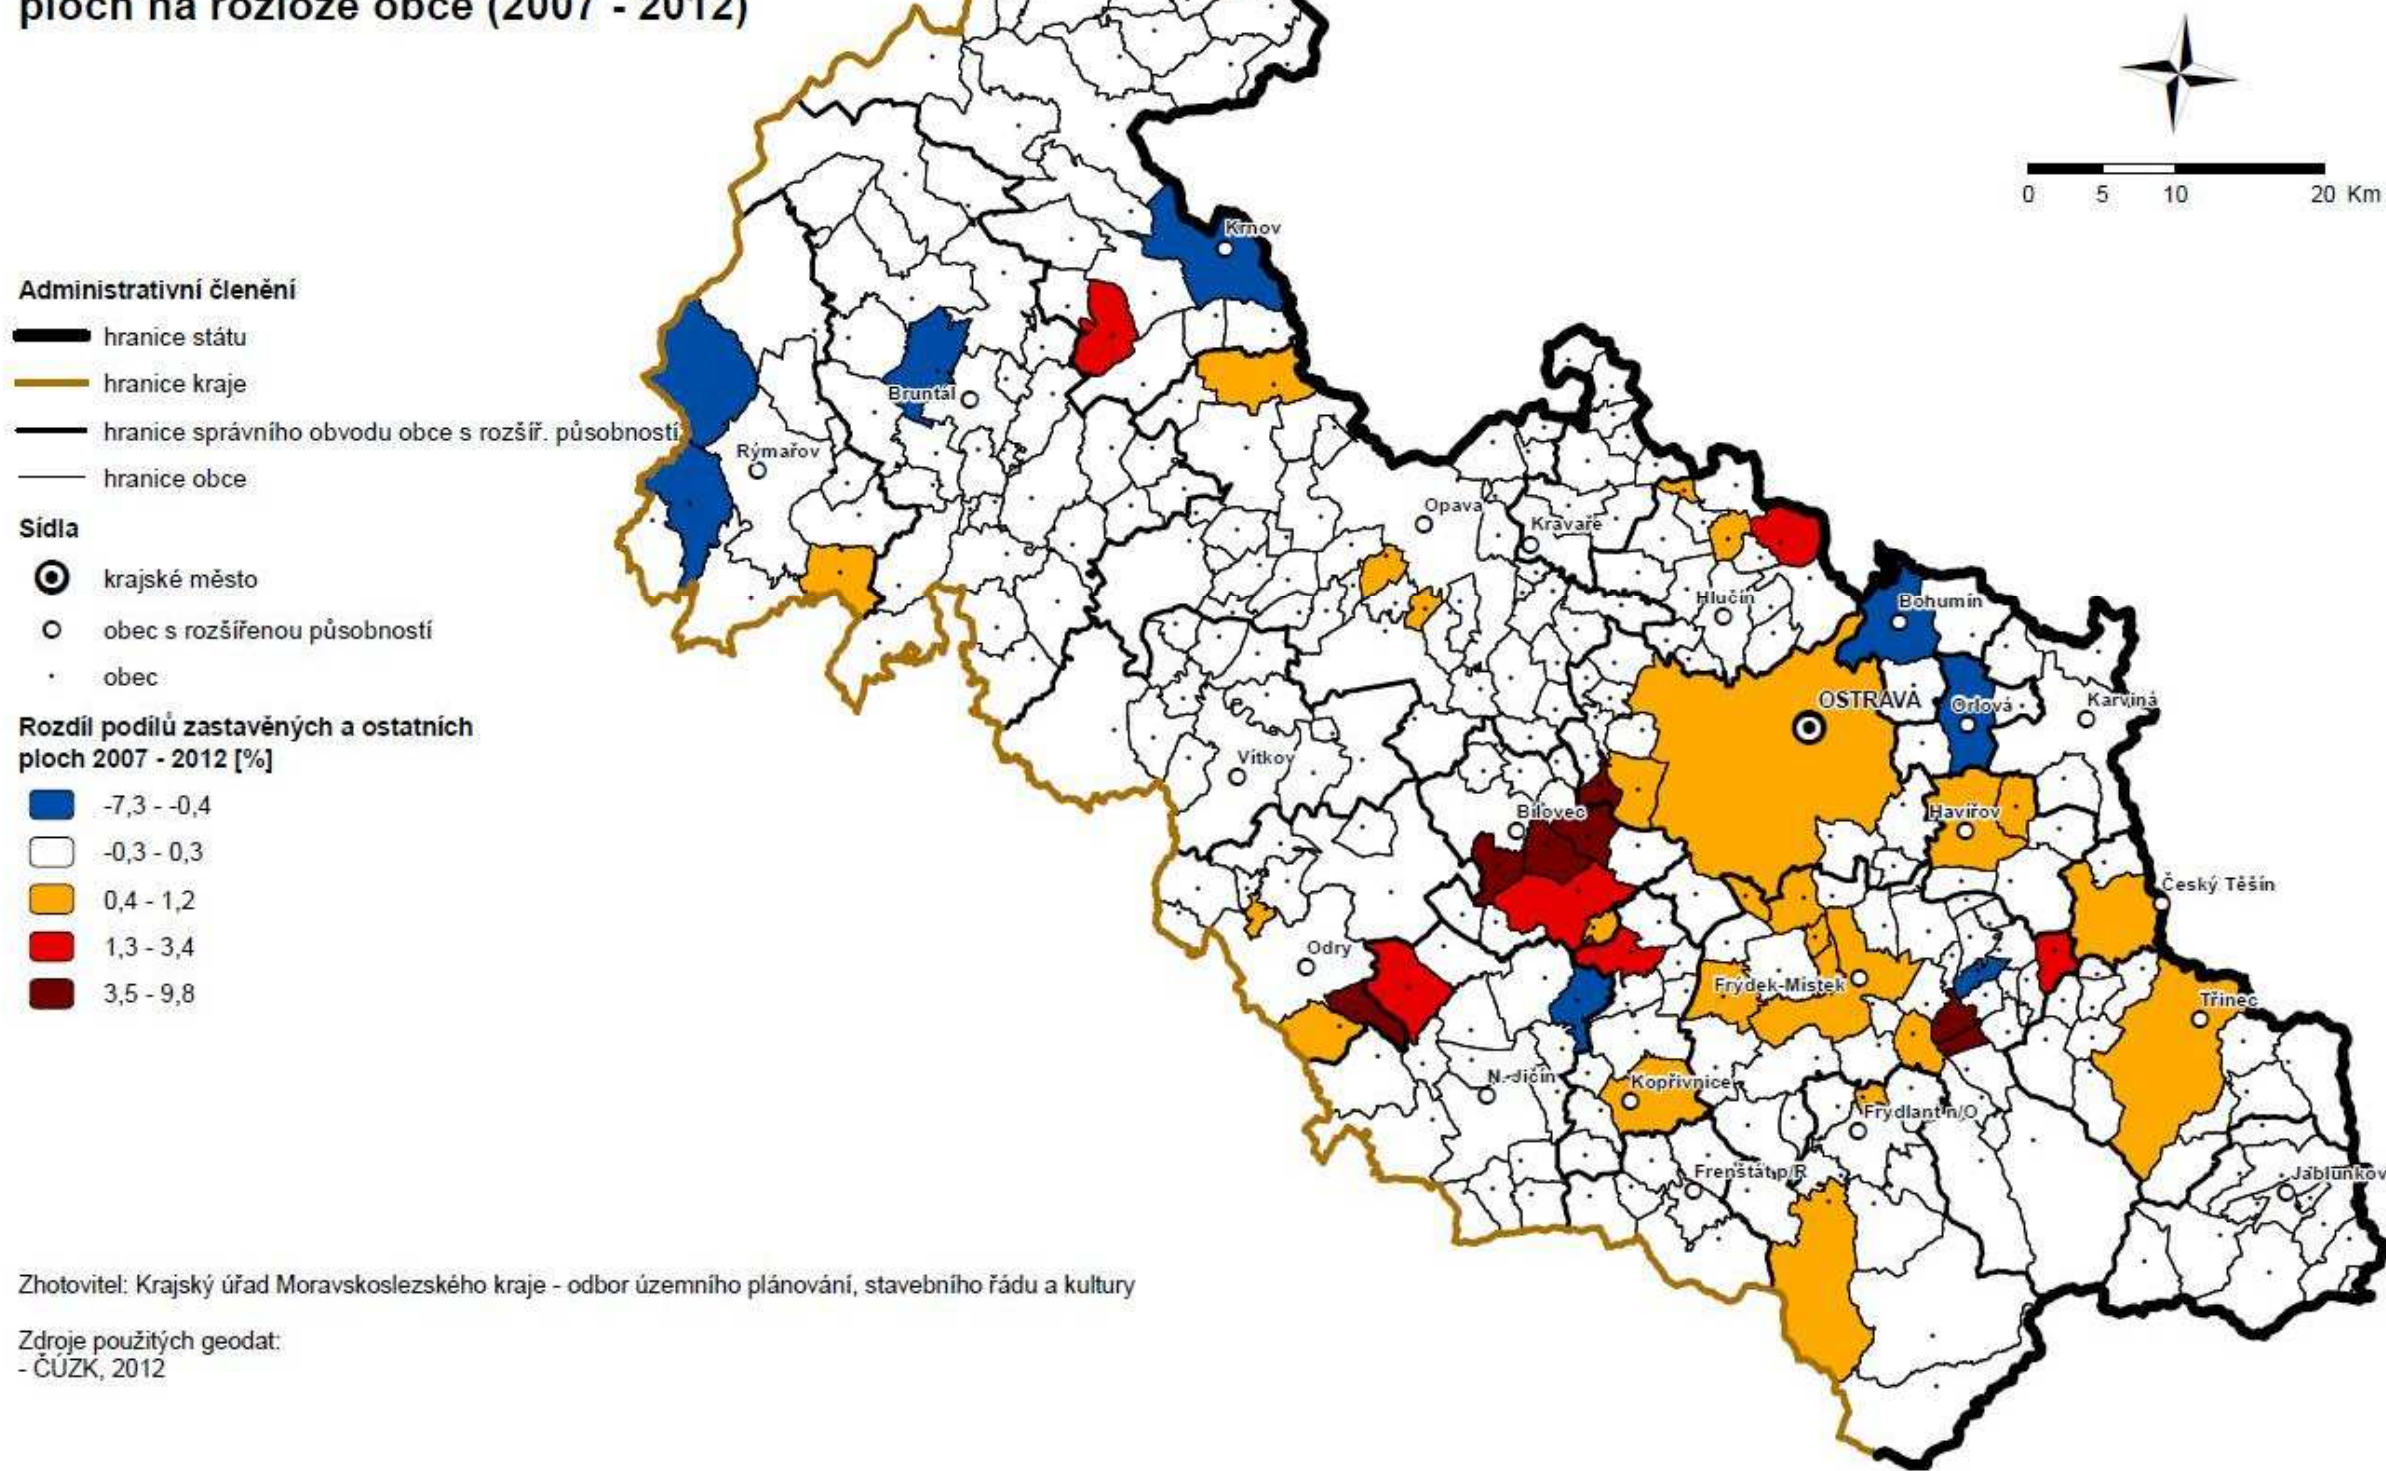 ploch na rozloze obce (2007 - 2012)
0 5 10 20 Km
Administrativní členění
hranice státu
hranice kraje
hranice správního obvodu obce s rozšíř. působností
hranice obce
Sídla
krajské město
obec s rozšířenou působností
obec
Rozdíl podílů zastavěných a ostatních
ploch 2007 - 2012 [%]
-7,3 - -0,4
-0,3 - 0,3
0,4 - 1,2
1,3 - 3,4
3,5 - 9,8
Krnov
Bruntál
Rýmařov
Opava
Kravaře
Hlučín
Bohumín
OSTRAVA
Orlová
Karviná
Vítkov
Bílovec
Havířov
Český Těšín
Odry
Frýdek-Místek
Třinec
N. Jičín
Kopřivnice
Frýdlant n/O
Frenštát p/R
Jablunkov
Zhotovitel: Krajský úřad Moravskoslezského kraje - odbor územního plánování, stavebního řádu a kultury
Zdroje použitých geodat:
- ČÚZK, 2012